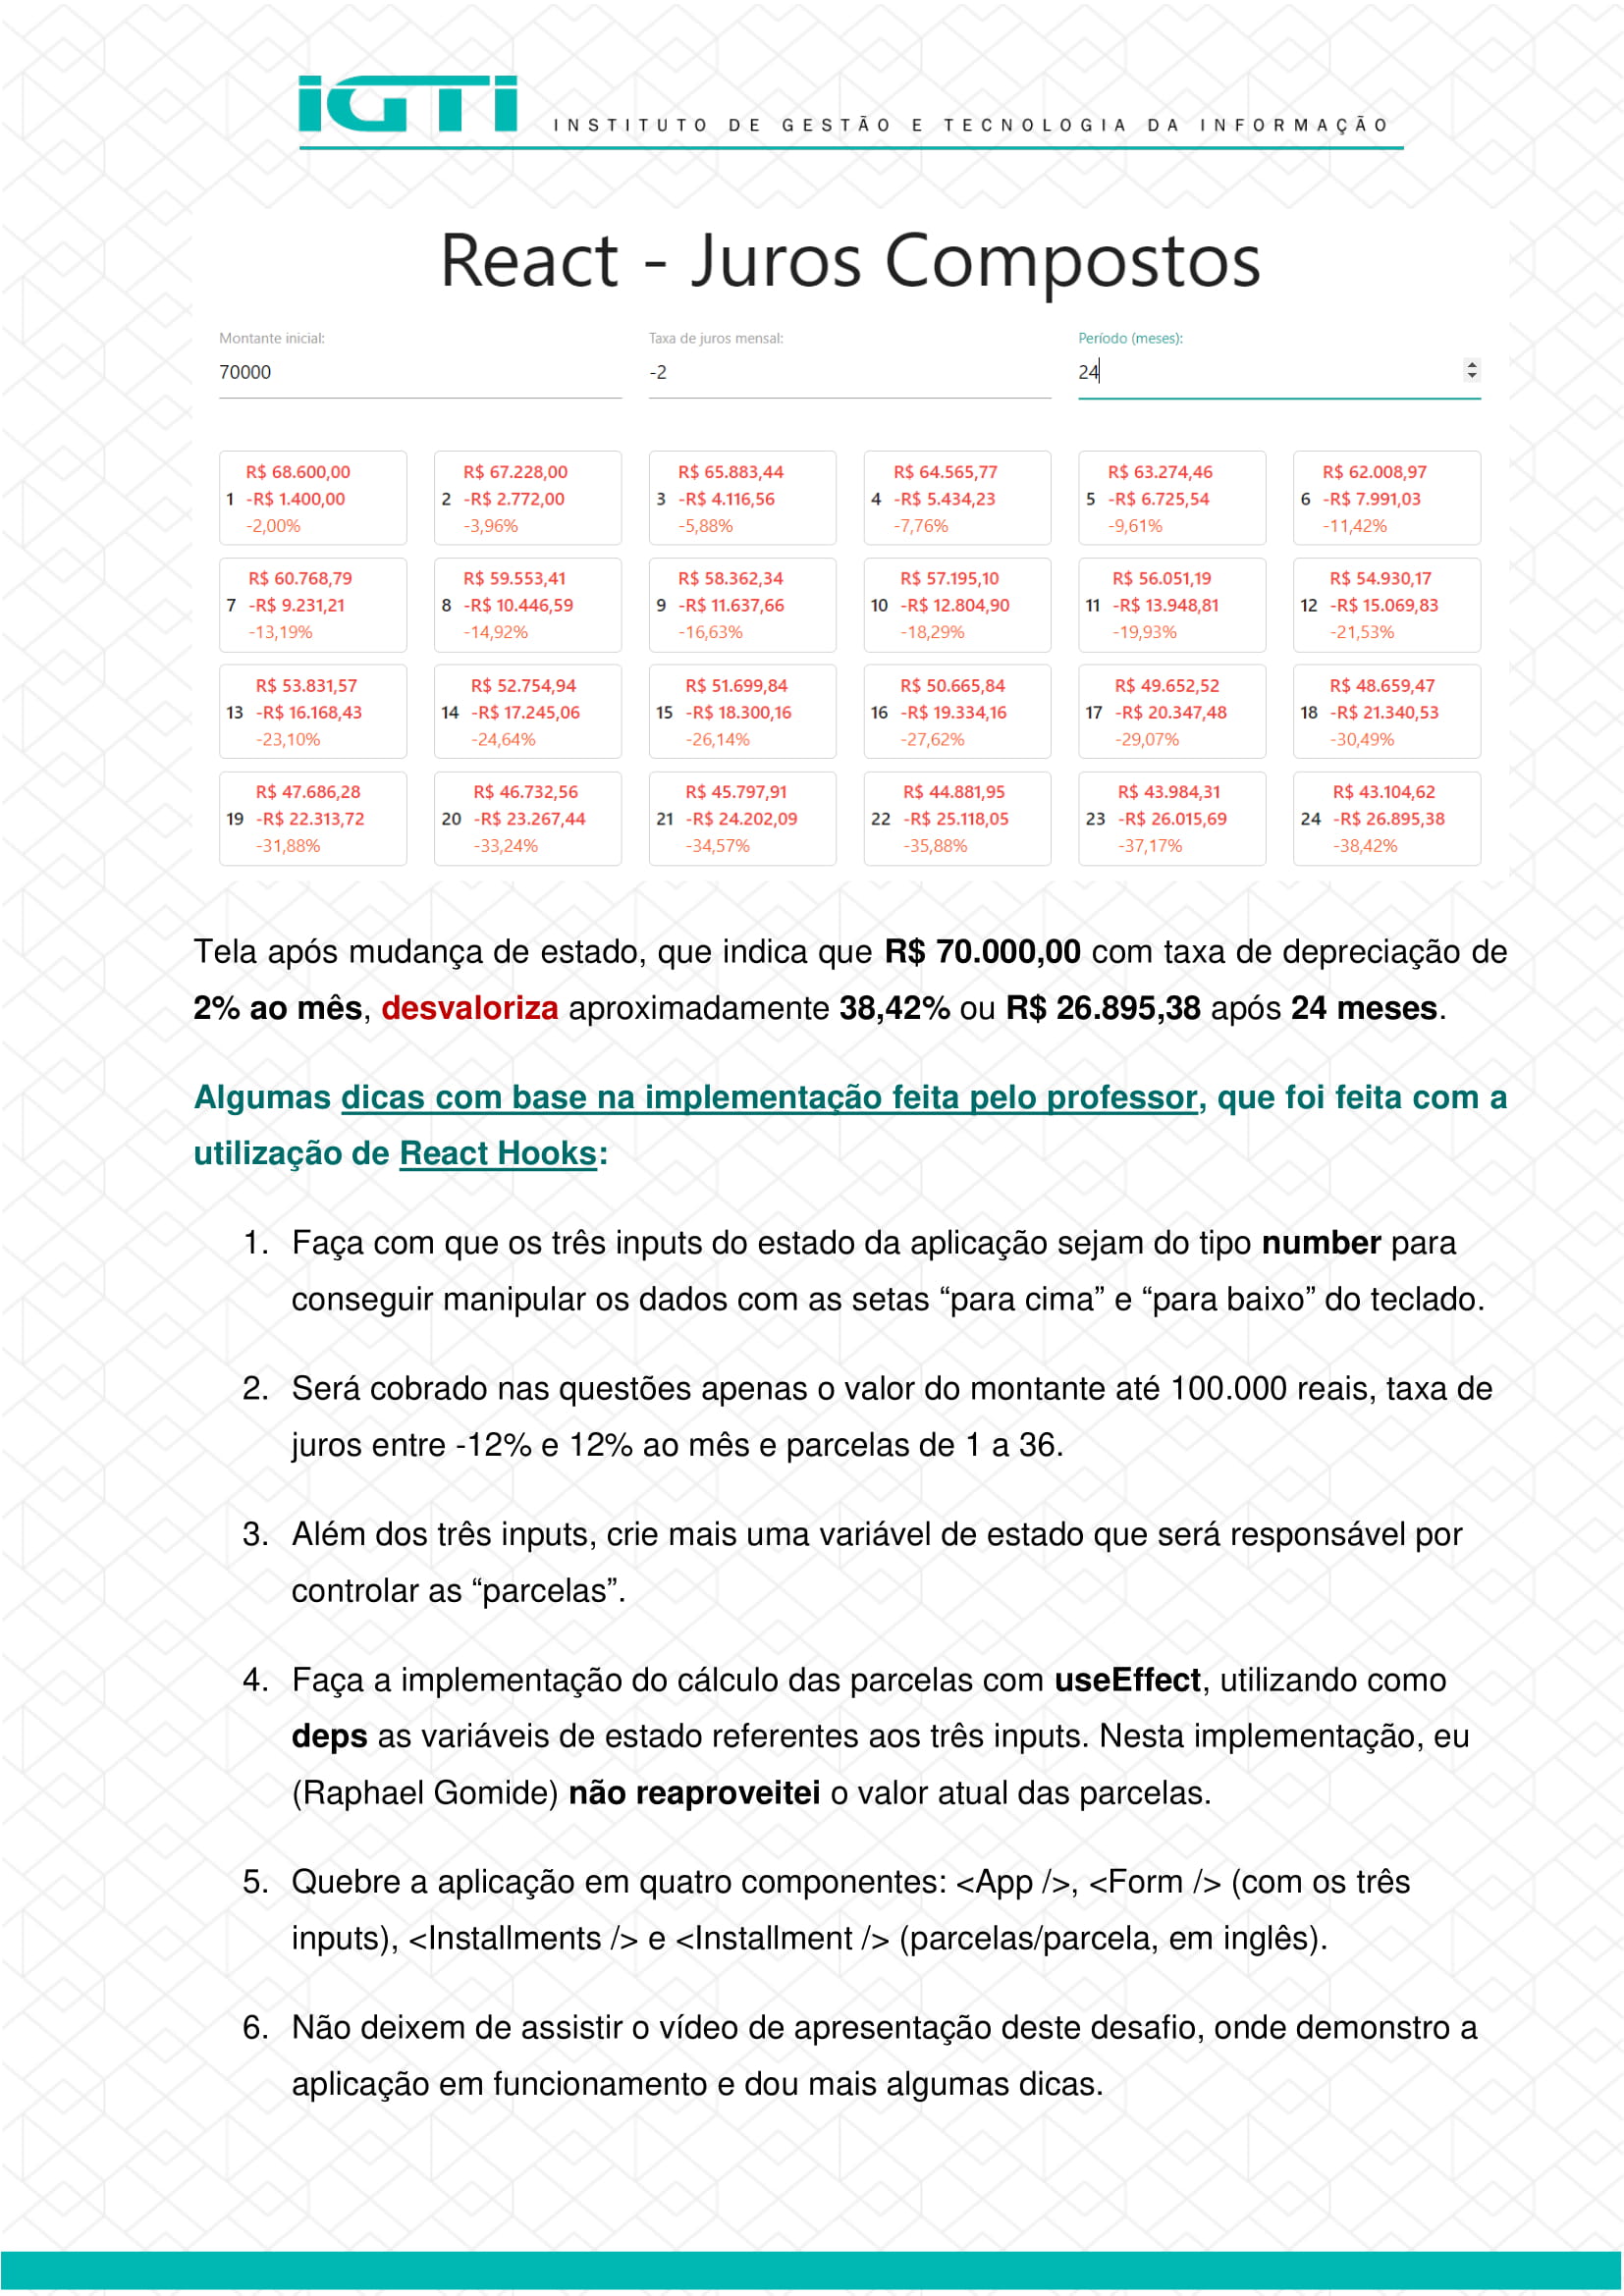 iGTi INSTITUTO DE GESTÃO E TECNOLOGIA DA INFORMAÇÃO
React - Juros Compostos
Montante inicial: Taxa de juros mensal: Período (meses):
70000 -2 24
R$ 68.600,00 R$ 67.228,00 R$ 65.883,44 R$ 64.565,77 R$ 63.274,46 R$ 62.008,97
1 -R$ 1.400,00 2 -R$ 2.772,00 3 -R$ 4.116,56 4 -R$ 5.434,23 5 -R$ 6.725,54 6 -R$ 7.991,03
-2,00% -3,96% -5,88% -7,76% -9,61% -11,42%
R$ 60.768,79 R$ 59.553,41 R$ 58.362,34 R$ 57.195,10 R$ 56.051,19 R$ 54.930,17
7 -R$ 9.231,21 8 -R$ 10.446,59 9 -R$ 11.637,66 10 -R$ 12.804,90 11 -R$ 13.948,81 12 -R$ 15.069,83
-13,19% -14,92% -16,63% -18,29% -19,93% -21,53%
R$ 53.831,57 R$ 52.754,94 R$ 51.699,84 R$ 50.665,84 R$ 49.652,52 R$ 48.659,47
13 -R$ 16.168,43 14 -R$ 17.245,06 15 -R$ 18.300,16 16 -R$ 19.334,16 17 -R$ 20.347,48 18 -R$ 21.340,53
-23,10% -24,64% -26,14% -27,62% -29,07% -30,49%
R$ 47.686,28 R$ 46.732,56 R$ 45.797,91 R$ 44.881,95 R$ 43.984,31 R$ 43.104,62
19 -R$ 22.313,72 20 -R$ 23.267,44 21 -R$ 24.202,09 22 -R$ 25.118,05 23 -R$ 26.015,69 24 -R$ 26.895,38
-31,88% -33,24% -34,57% -35,88% -37,17% -38,42%
Tela após mudança de estado, que indica que R$ 70.000,00 com taxa de depreciação de
2% ao mês, desvaloriza aproximadamente 38,42% ou R$ 26.895,38 após 24 meses.
Algumas dicas com base na implementação feita pelo professor, que foi feita com a
utilização de React Hooks:
1. Faça com que os três inputs do estado da aplicação sejam do tipo number para
conseguir manipular os dados com as setas “para cima” e “para baixo” do teclado.
2. Será cobrado nas questões apenas o valor do montante até 100.000 reais, taxa de
juros entre -12% e 12% ao mês e parcelas de 1 a 36.
3. Além dos três inputs, crie mais uma variável de estado que será responsável por
controlar as “parcelas”.
4. Faça a implementação do cálculo das parcelas com useEffect, utilizando como
deps as variáveis de estado referentes aos três inputs. Nesta implementação, eu
(Raphael Gomide) não reaproveitei o valor atual das parcelas.
5. Quebre a aplicação em quatro componentes: <App />, <Form /> (com os três
inputs), <Installments /> e <Installment /> (parcelas/parcela, em inglês).
6. Não deixem de assistir o vídeo de apresentação deste desafio, onde demonstro a
aplicação em funcionamento e dou mais algumas dicas.